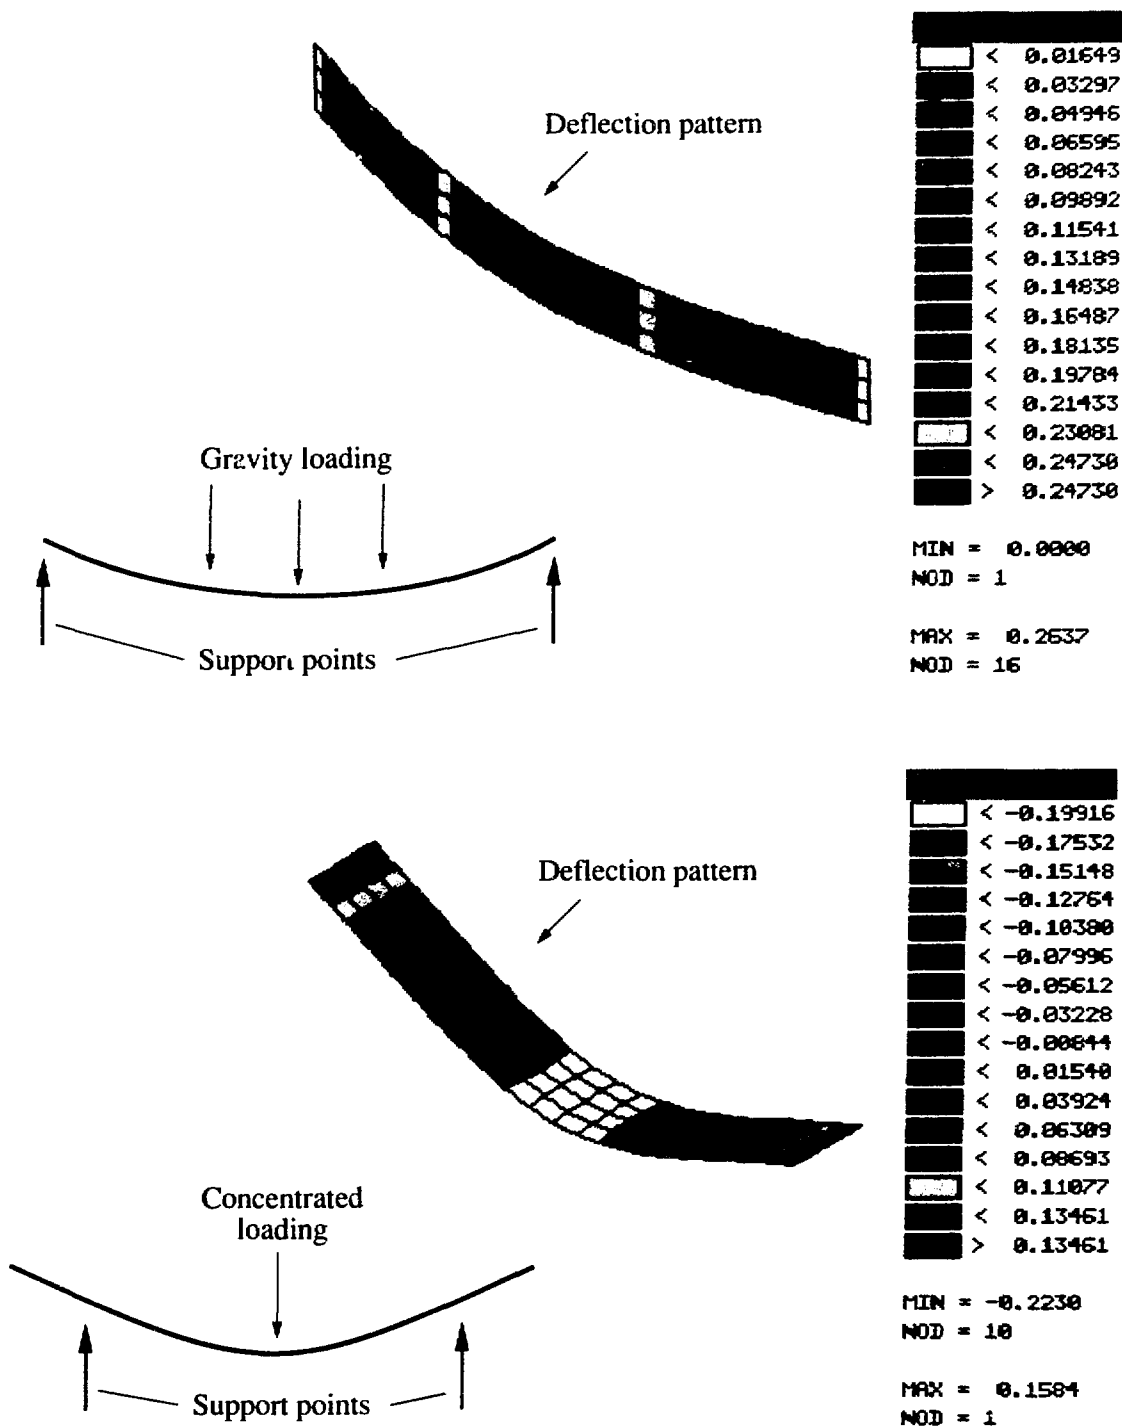 Deflection pattern
< 0.01649
< 0.03297
< 0.04946
< 0.06595
< 0.08243
< 0.09892
< 0.11541
< 0.13189
< 0.14838
< 0.16487
< 0.18135
< 0.19784
< 0.21433
< 0.23081
< 0.24730
> 0.24730
MIN = 0.0000
NOD = 1
MAX = 0.2637
NOD = 16
Gravity loading
Support points
Deflection pattern
< -0.19916
< -0.17532
< -0.15148
< -0.12764
< -0.10380
< -0.07996
< -0.05612
< -0.03228
< -0.00844
< 0.01540
< 0.03924
< 0.06309
< 0.08693
< 0.11077
< 0.13461
> 0.13461
MIN = -0.2230
NOD = 10
MAX = 0.1584
NOD = 1
Concentrated
loading
Support points